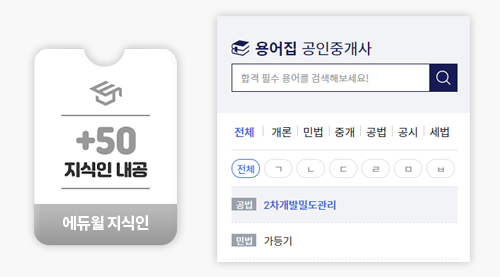 +50
지식인 내공
에듀윌 지식인
용어집 공인중개사
합격 필수 용어를 검색해보세요!
전체 개론 민법 중개 공법 공시 세법
전체 ㄱ ㄴ ㄷ ㄹ ㅁ ㅂ
공법 2차개발밀도관리
민법 가등기